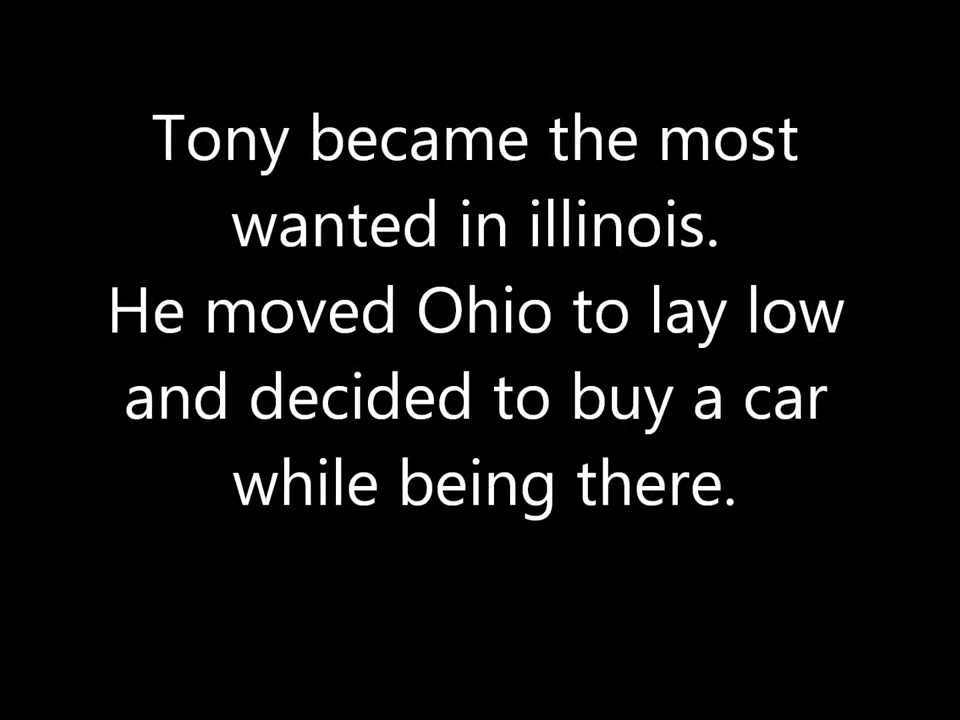 Tony became the most
wanted in illinois.
He moved Ohio to lay low
and decided to buy a car
while being there.